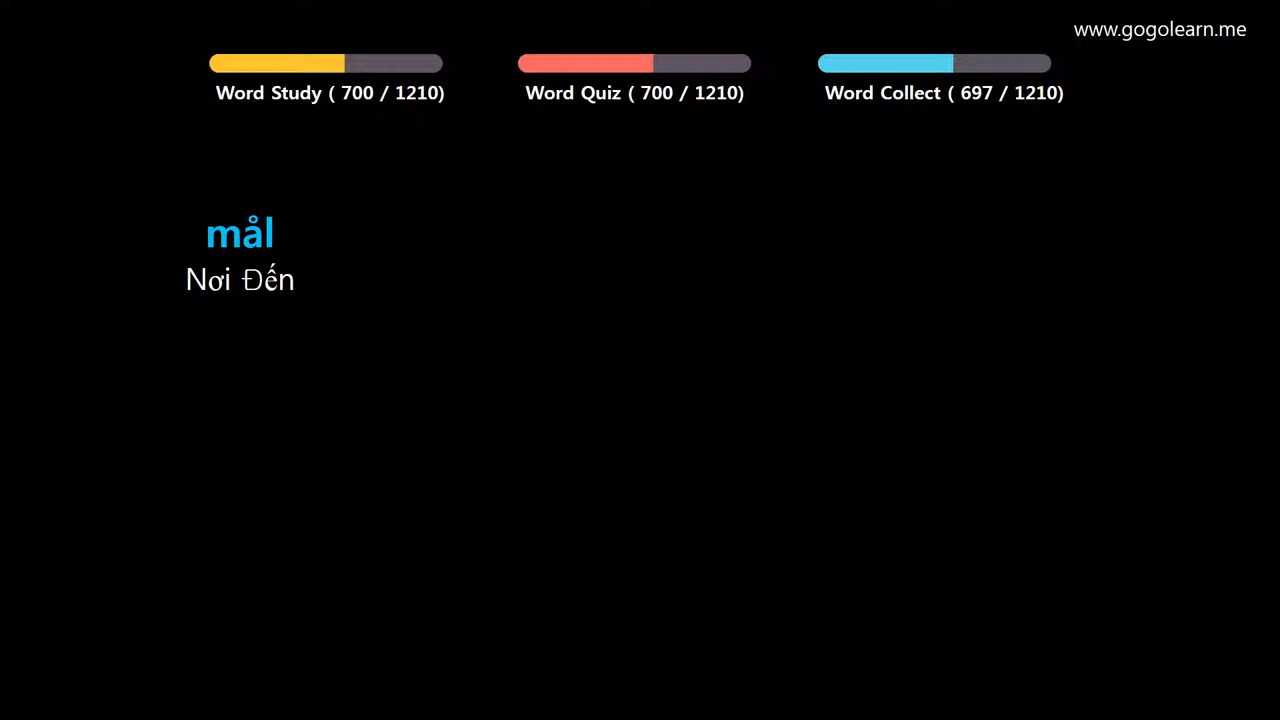 www.gogolearn.me
Word Study ( 700 / 1210)
Word Quiz ( 700 / 1210)
Word Collect ( 697 / 1210)
mål
Nơi Đến